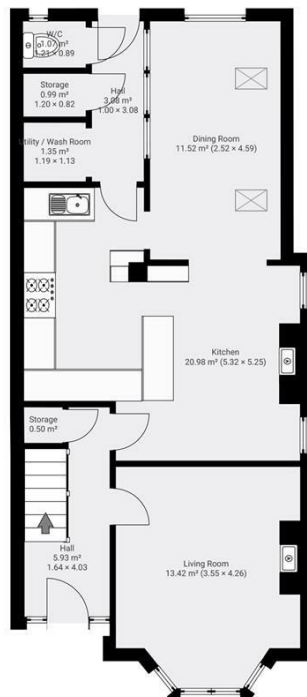 W/C
1.07 m²
1.21 × 0.89
Storage
0.99 m²
1.20 × 0.82
Hall
3.08 m²
1.00 × 3.08
Utility / Wash Room
1.35 m²
1.19 × 1.13
Dining Room
11.52 m² (2.52 × 4.59)
Kitchen
20.98 m² (5.32 × 5.25)
Storage
0.50 m²
Hall
5.93 m²
1.64 × 4.03
Living Room
13.42 m² (3.55 × 4.26)